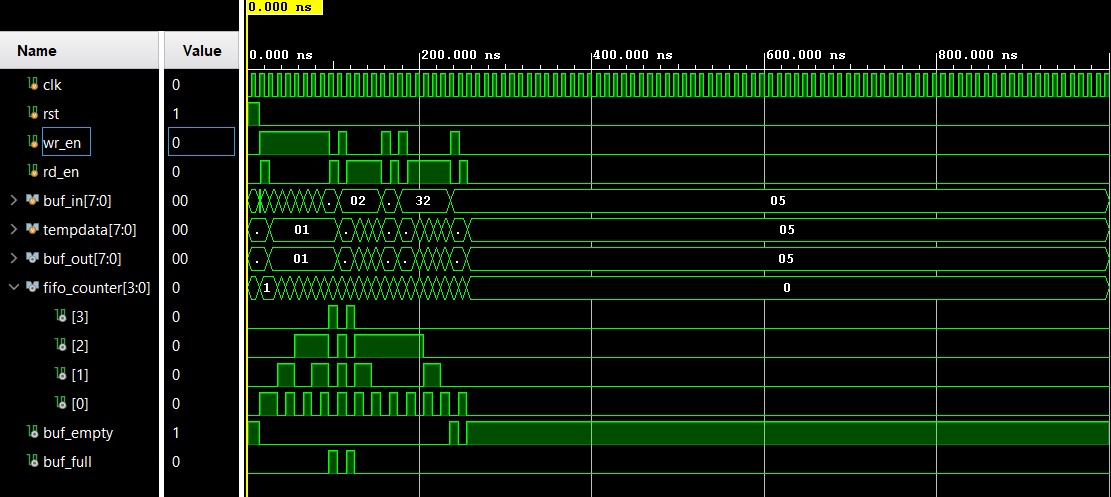 0.000 ns
Name Value 0.000 ns 200.000 ns 400.000 ns 600.000 ns 800.000 ns
clk 0
rst 1
wr_en 0
rd_en 0
buf_in[7:0] 00 . 02 . 32 05
tempdata[7:0] 00 . 01 . . . . 05
buf_out[7:0] 00 . 01 . . . . 05
fifo_counter[3:0] 0 1 0
[3] 0
[2] 0
[1] 0
[0] 0
buf_empty 1
buf_full 0